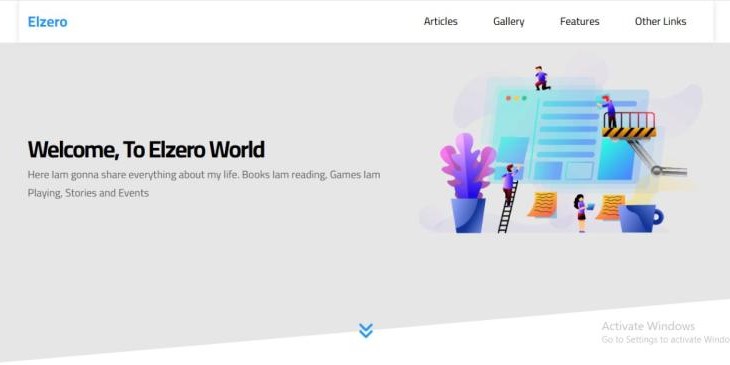 Elzero
Articles Gallery Features Other Links
Welcome, To Elzero World
Here Iam gonna share everything about my life. Books Iam reading, Games Iam
Playing, Stories and Events
Activate Windows
Go to Settings to activate Windo